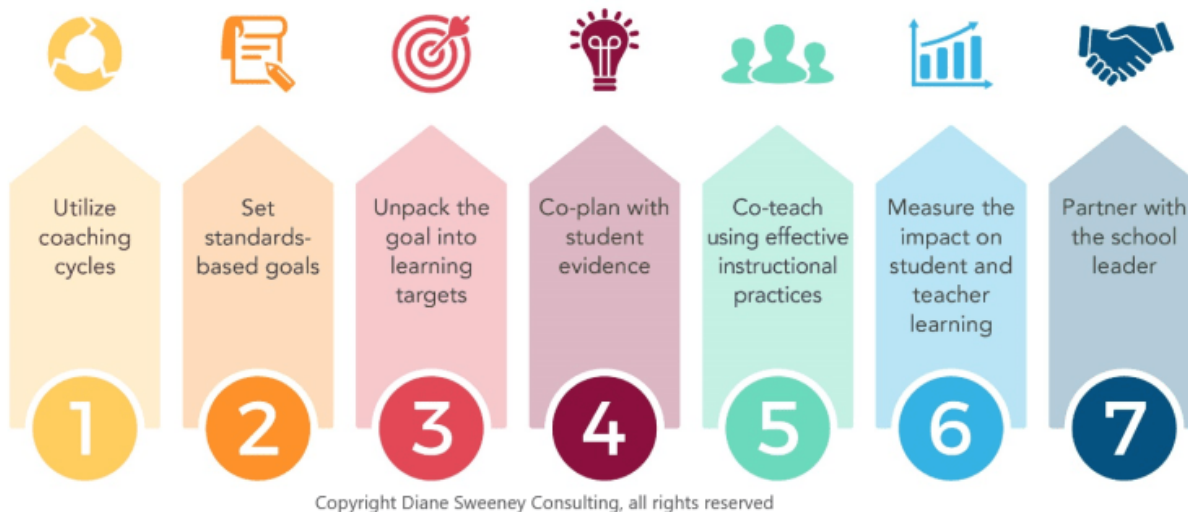 Utilize
coaching
cycles
1
Set
standards-
based goals
2
Unpack the
goal into
learning
targets
3
Co-plan with
student
evidence
4
Co-teach
using effective
instructional
practices
5
Measure the
impact on
student and
teacher
learning
6
Partner with
the school
leader
7
Copyright Diane Sweeney Consulting, all rights reserved